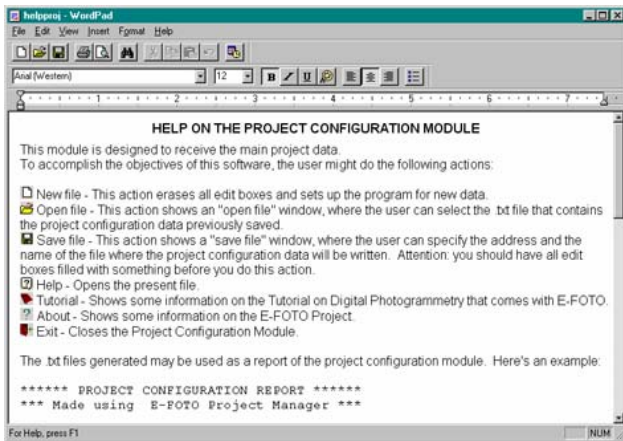 helpproj - WordPad
File Edit View Insert Format Help
Arial (Western) 12 B I U
1 2 3 4 5 6 7
HELP ON THE PROJECT CONFIGURATION MODULE
This module is designed to receive the main project data.
To accomplish the objectives of this software, the user might do the following actions:
New file - This action erases all edit boxes and sets up the program for new data.
Open file - This action shows an "open file" window, where the user can select the .txt file that contains
the project configuration data previously saved.
Save file - This action shows a "save file" window, where the user can specify the address and the
name of the file where the project configuration data will be written. Attention: you should have all edit
boxes filled with something before you do this action.
Help - Opens the present file.
Tutorial - Shows some information on the Tutorial on Digital Photogrammetry that comes with E-FOTO.
About - Shows some information on the E-FOTO Project.
Exit - Closes the Project Configuration Module.
The .txt files generated may be used as a report of the project configuration module. Here's an example:
****** PROJECT CONFIGURATION REPORT ******
*** Made using E-FOTO Project Manager ***
For Help, press F1
NUM